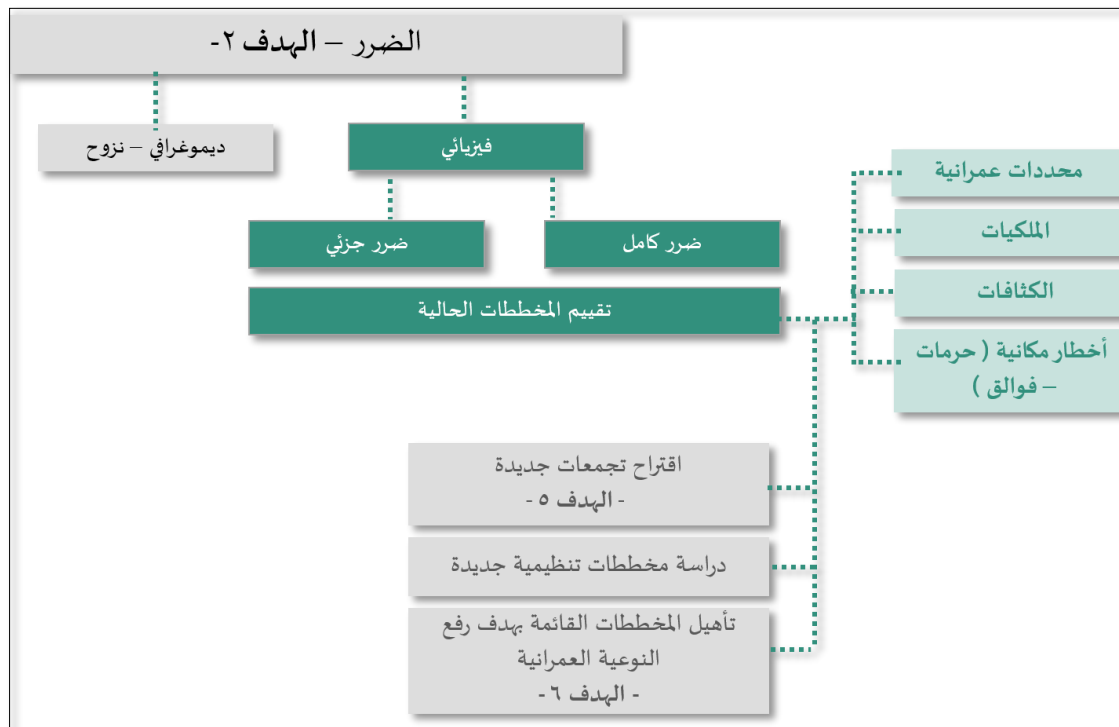 الضرر – الهدف ٢-
فيزيائي
ديموغرافي – نزوح
ضرر كامل
ضرر جزئي
تقييم المخططات الحالية
محددات عمرانية
الملكيات
الكثافات
أخطار مكانية ( حرمات
– فوالق )
اقتراح تجمعات جديدة
- الهدف ٥ -
دراسة مخططات تنظيمية جديدة
تأهيل المخططات القائمة بهدف رفع
النوعية العمرانية
- الهدف ٦ -